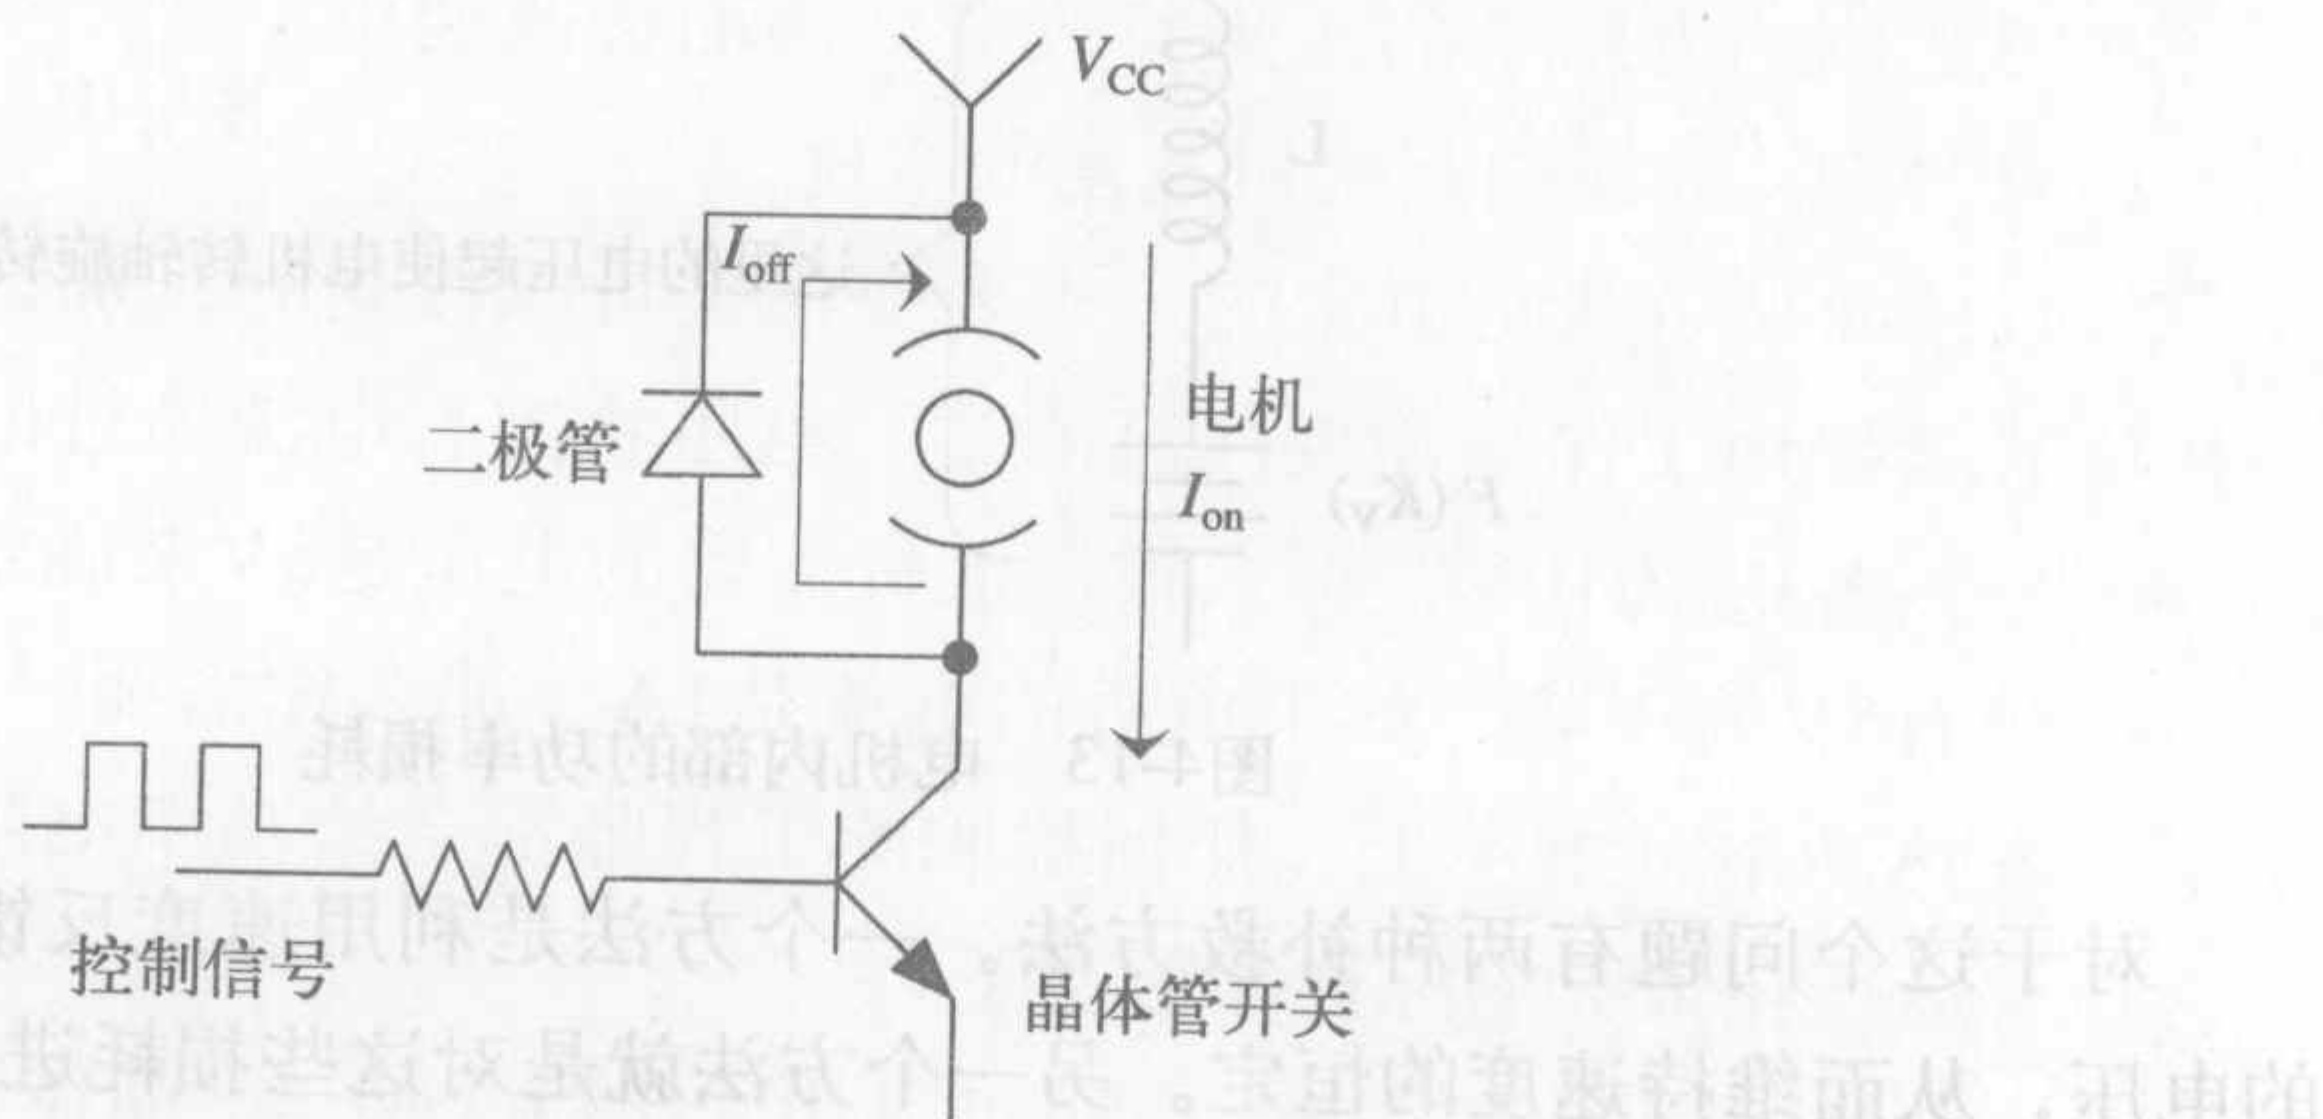 V_CC
I_off
二极管
电机
I_on
控制信号
晶体管开关